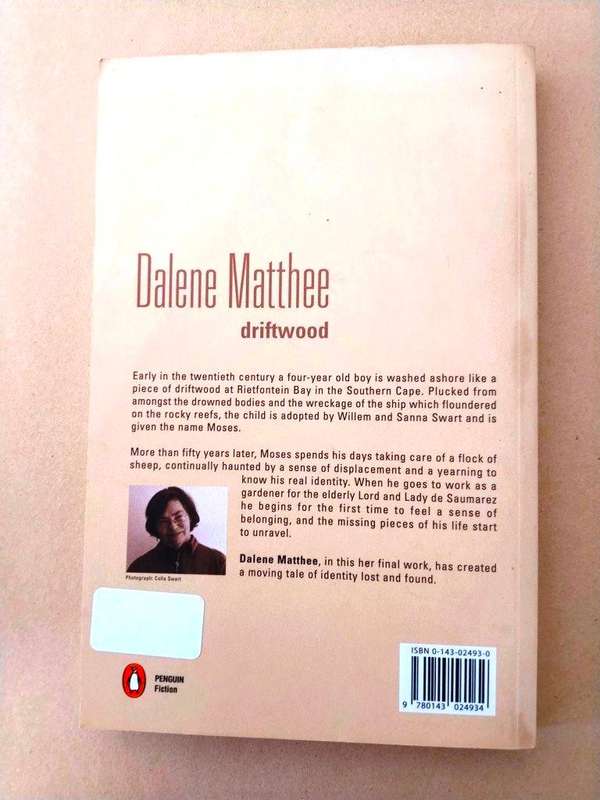 Dalene Matthee
driftwood
Early in the twentieth century a four-year old boy is washed ashore like a
piece of driftwood at Rietfontein Bay in the Southern Cape. Plucked from
amongst the drowned bodies and the wreckage of the ship which floundered
on the rocky reefs, the child is adopted by Willem and Sanna Swart and is
given the name Moses.
More than fifty years later, Moses spends his days taking care of a flock of
sheep, continually haunted by a sense of displacement and a yearning to
know his real identity. When he goes to work as a
gardener for the elderly Lord and Lady de Saumarez
he begins for the first time to feel a sense of
belonging, and the missing pieces of his life start
to unravel.
Dalene Matthee, in this her final work, has created
a moving tale of identity lost and found.
Photograph: Colla Swart
PENGUIN
Fiction
ISBN 0-143-02493-0
9 780143 024934